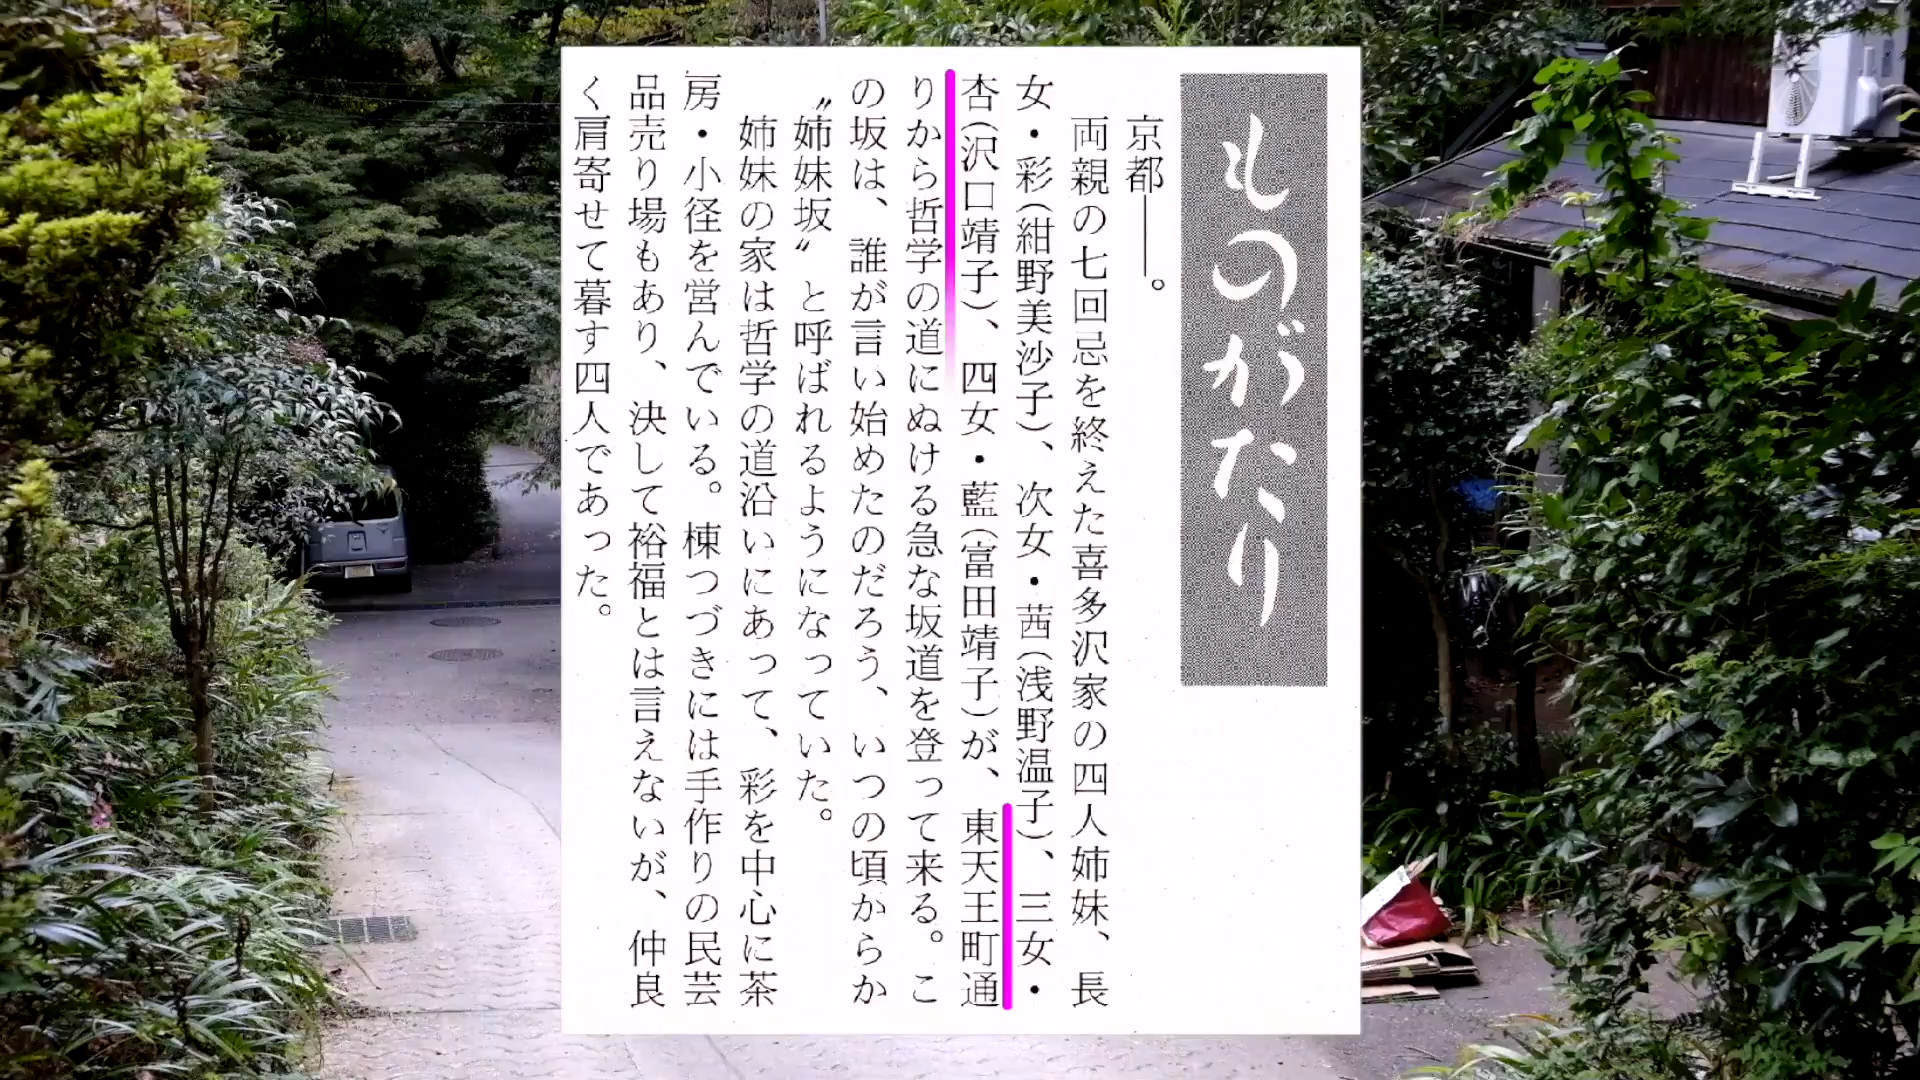 ものがたり
京都――。
両親の七回忌を終えた喜多沢家の四人姉妹、長
女・彩(紺野美沙子)、次女・茜(浅野温子)、三女・
杏(沢口靖子)、四女・藍(富田靖子)が、東天王町通
りから哲学の道にぬける急な坂道を登って来る。こ
の坂は、誰が言い始めたのだろう、いつの頃からか
〝姉妹坂〟と呼ばれるようになっていた。
姉妹の家は哲学の道沿いにあって、彩を中心に茶
房・小径を営んでいる。棟つづきには手作りの民芸
品売り場もあり、決して裕福とは言えないが、仲良
く肩寄せて暮す四人であった。